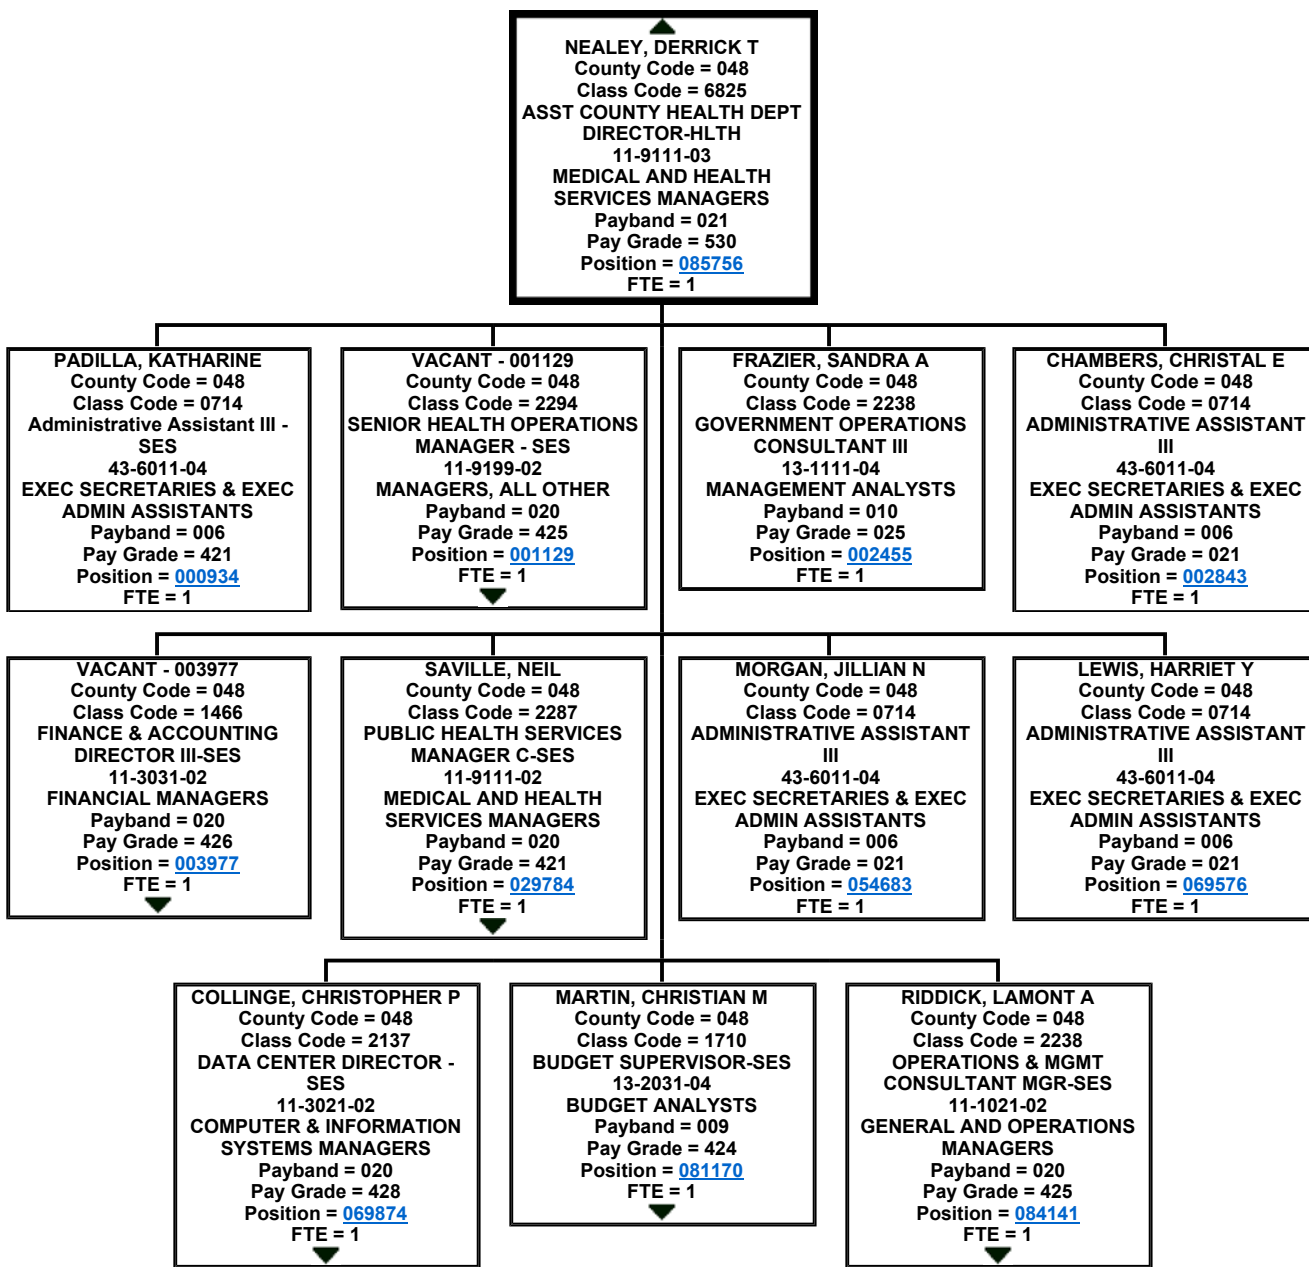 NEALEY, DERRICK T
County Code = 048
Class Code = 6825
ASST COUNTY HEALTH DEPT
DIRECTOR-HLTH
11-9111-03
MEDICAL AND HEALTH
SERVICES MANAGERS
Payband = 021
Pay Grade = 530
Position = 085756
FTE = 1
PADILLA, KATHARINE
County Code = 048
Class Code = 0714
Administrative Assistant III -
SES
43-6011-04
EXEC SECRETARIES & EXEC
ADMIN ASSISTANTS
Payband = 006
Pay Grade = 421
Position = 000934
FTE = 1
VACANT - 001129
County Code = 048
Class Code = 2294
SENIOR HEALTH OPERATIONS
MANAGER - SES
11-9199-02
MANAGERS, ALL OTHER
Payband = 020
Pay Grade = 425
Position = 001129
FTE = 1
FRAZIER, SANDRA A
County Code = 048
Class Code = 2238
GOVERNMENT OPERATIONS
CONSULTANT III
13-1111-04
MANAGEMENT ANALYSTS
Payband = 010
Pay Grade = 025
Position = 002455
FTE = 1
CHAMBERS, CHRISTAL E
County Code = 048
Class Code = 0714
ADMINISTRATIVE ASSISTANT
III
43-6011-04
EXEC SECRETARIES & EXEC
ADMIN ASSISTANTS
Payband = 006
Pay Grade = 021
Position = 002843
FTE = 1
VACANT - 003977
County Code = 048
Class Code = 1466
FINANCE & ACCOUNTING
DIRECTOR III-SES
11-3031-02
FINANCIAL MANAGERS
Payband = 020
Pay Grade = 426
Position = 003977
FTE = 1
SAVILLE, NEIL
County Code = 048
Class Code = 2287
PUBLIC HEALTH SERVICES
MANAGER C-SES
11-9111-02
MEDICAL AND HEALTH
SERVICES MANAGERS
Payband = 020
Pay Grade = 421
Position = 029784
FTE = 1
MORGAN, JILLIAN N
County Code = 048
Class Code = 0714
ADMINISTRATIVE ASSISTANT
III
43-6011-04
EXEC SECRETARIES & EXEC
ADMIN ASSISTANTS
Payband = 006
Pay Grade = 021
Position = 054683
FTE = 1
LEWIS, HARRIET Y
County Code = 048
Class Code = 0714
ADMINISTRATIVE ASSISTANT
III
43-6011-04
EXEC SECRETARIES & EXEC
ADMIN ASSISTANTS
Payband = 006
Pay Grade = 021
Position = 069576
FTE = 1
COLLINGE, CHRISTOPHER P
County Code = 048
Class Code = 2137
DATA CENTER DIRECTOR -
SES
11-3021-02
COMPUTER & INFORMATION
SYSTEMS MANAGERS
Payband = 020
Pay Grade = 428
Position = 069874
FTE = 1
MARTIN, CHRISTIAN M
County Code = 048
Class Code = 1710
BUDGET SUPERVISOR-SES
13-2031-04
BUDGET ANALYSTS
Payband = 009
Pay Grade = 424
Position = 081170
FTE = 1
RIDDICK, LAMONT A
County Code = 048
Class Code = 2238
OPERATIONS & MGMT
CONSULTANT MGR-SES
11-1021-02
GENERAL AND OPERATIONS
MANAGERS
Payband = 020
Pay Grade = 425
Position = 084141
FTE = 1